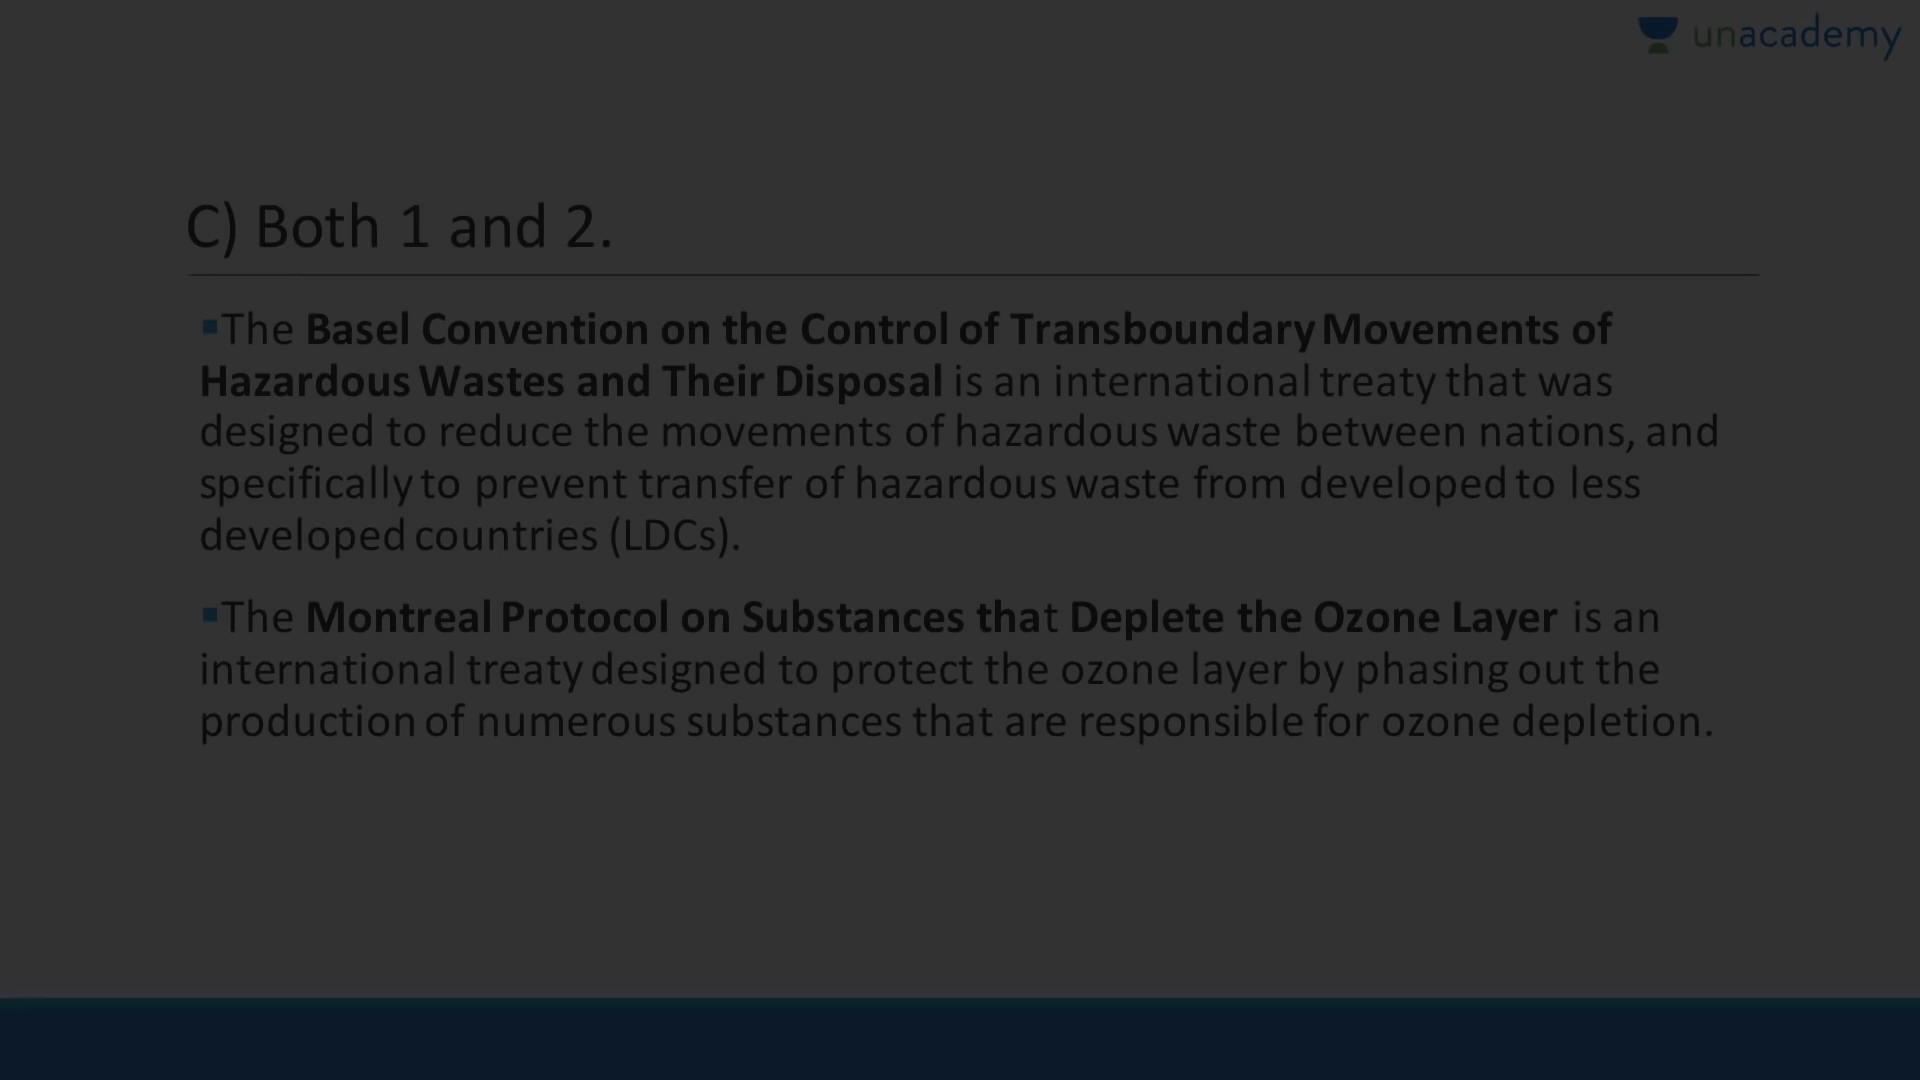 unacademy
C) Both 1 and 2.
▪The Basel Convention on the Control of Transboundary Movements of
Hazardous Wastes and Their Disposal is an international treaty that was
designed to reduce the movements of hazardous waste between nations, and
specifically to prevent transfer of hazardous waste from developed to less
developed countries (LDCs).
▪The Montreal Protocol on Substances that Deplete the Ozone Layer is an
international treaty designed to protect the ozone layer by phasing out the
production of numerous substances that are responsible for ozone depletion.